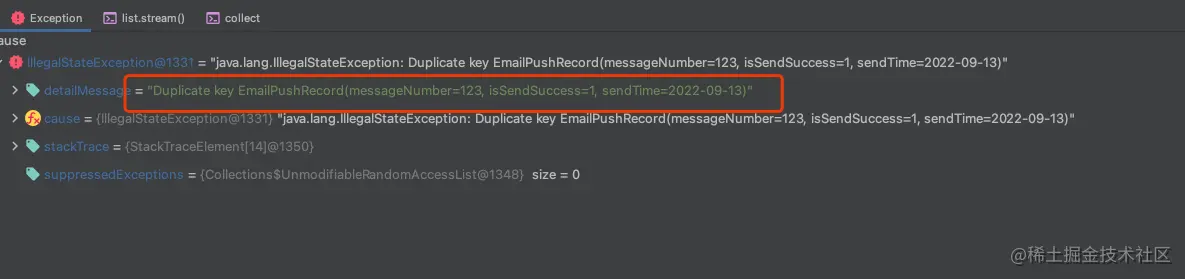 Exception list.stream() collect
ause
IllegalStateException@1331 = "java.lang.IllegalStateException: Duplicate key EmailPushRecord(messageNumber=123, isSendSuccess=1, sendTime=2022-09-13)"
detailMessage = "Duplicate key EmailPushRecord(messageNumber=123, isSendSuccess=1, sendTime=2022-09-13)"
cause = {IllegalStateException@1331} "java.lang.IllegalStateException: Duplicate key EmailPushRecord(messageNumber=123, isSendSuccess=1, sendTime=2022-09-13)"
stackTrace = {StackTraceElement[14]@1350}
suppressedExceptions = {Collections$UnmodifiableRandomAccessList@1348} size = 0
@稀土掘金技术社区